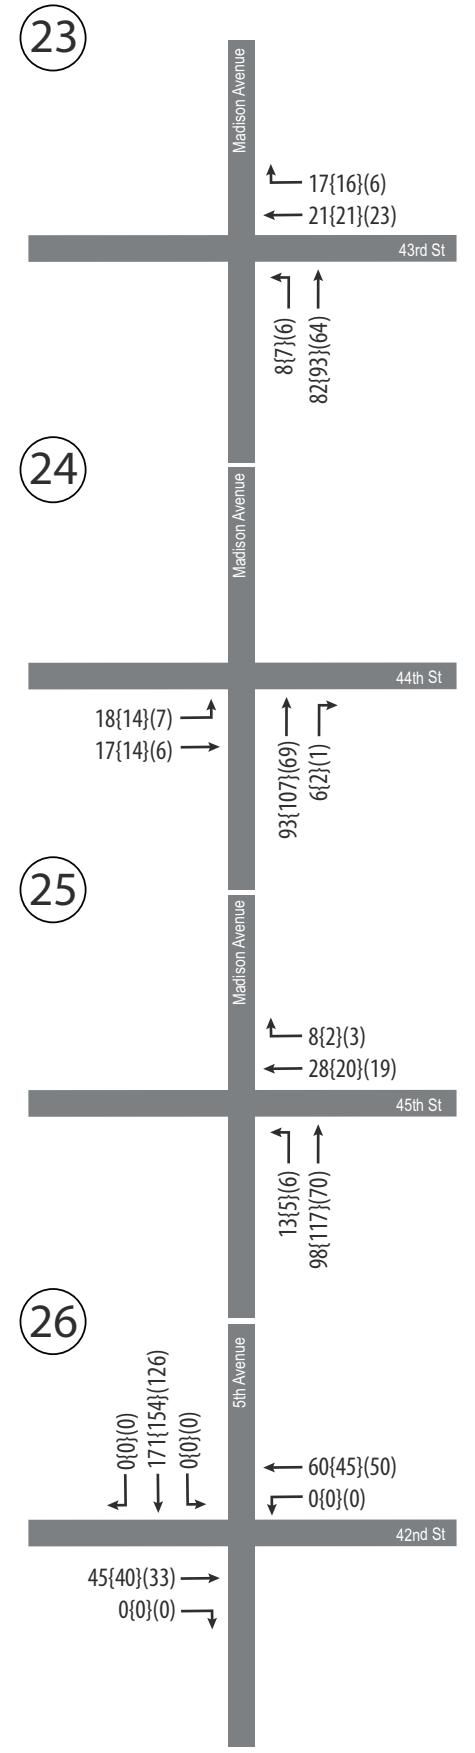 23
Madison Avenue
17{16}(6)
21{21}(23)
43rd St
8{7}(6)
82{93}(64)
24
Madison Avenue
44th St
18{14}(7)
17{14}(6)
93{107}(69)
6{2}(1)
25
Madison Avenue
8{2}(3)
28{20}(19)
45th St
13{5}(6)
98{117}(70)
26
5th Avenue
0{0}(0)
171{154}(126)
0{0}(0)
60{45}(50)
0{0}(0)
42nd St
45{40}(33)
0{0}(0)